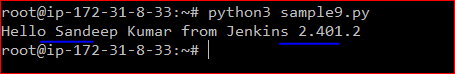 root@ip-172-31-8-33:~# python3 sample9.py
Hello Sandeep Kumar from Jenkins 2.401.2
root@ip-172-31-8-33:~#